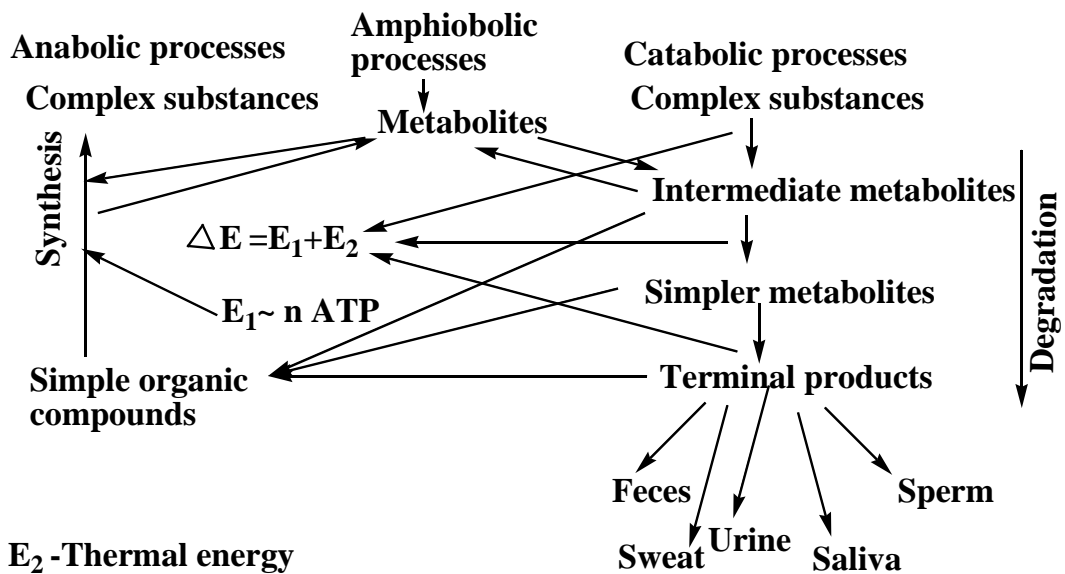 Anabolic processes
Amphiobolic
processes
Catabolic processes
Complex substances
Metabolites
Complex substances
Synthesis
Intermediate metabolites
△E =E₁+E₂
Simpler metabolites
E₁~ n ATP
Degradation
Simple organic
compounds
Terminal products
Feces
Sperm
Sweat
Urine
Saliva
E₂ -Thermal energy